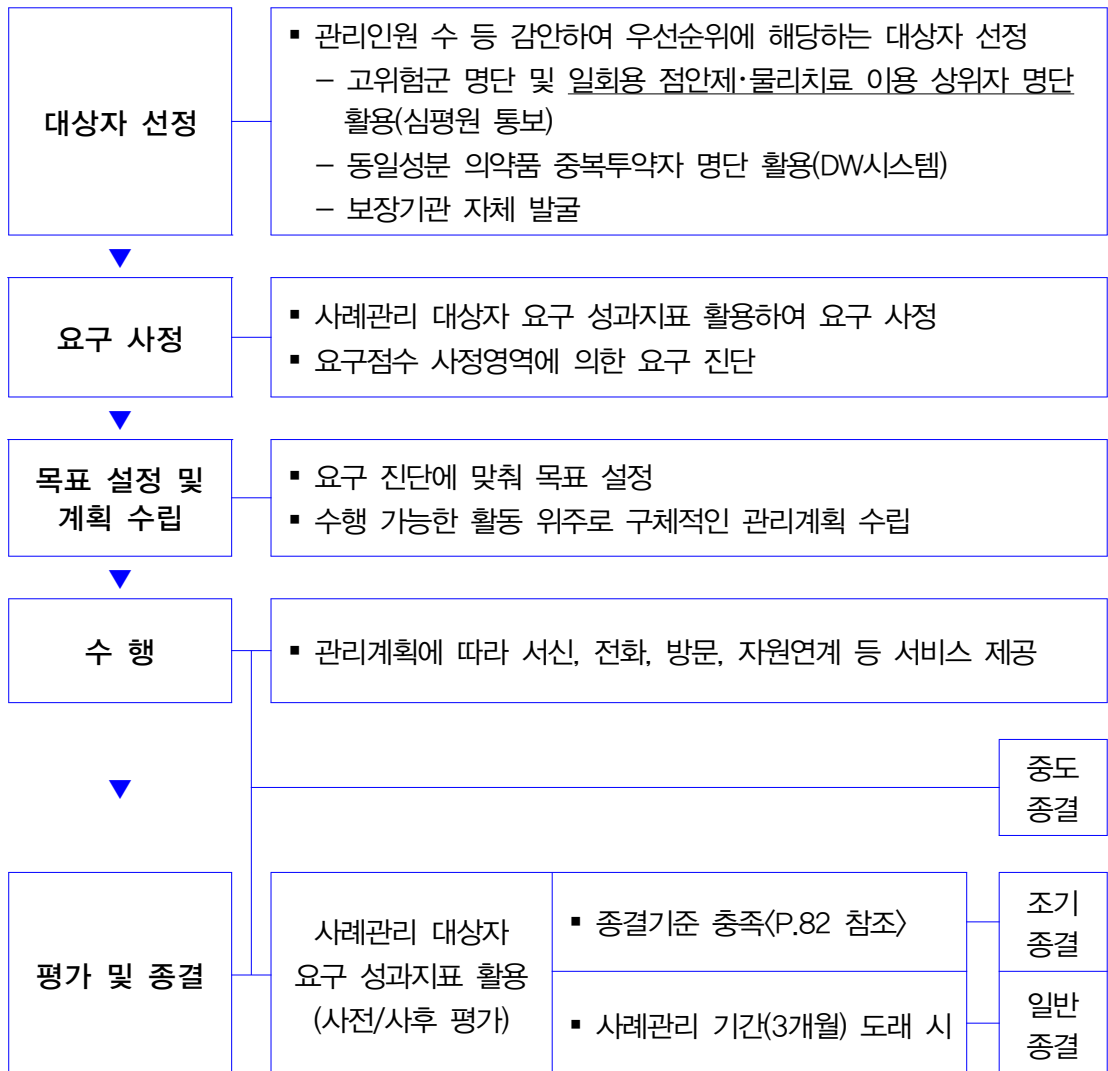 대상자 선정
▪ 관리인원 수 등 감안하여 우선순위에 해당하는 대상자 선정
– 고위험군 명단 및 일회용 점안제·물리치료 이용 상위자 명단
활용(심평원 통보)
– 동일성분 의약품 중복투약자 명단 활용(DW시스템)
– 보장기관 자체 발굴
▼
요구 사정
▪ 사례관리 대상자 요구 성과지표 활용하여 요구 사정
▪ 요구점수 사정영역에 의한 요구 진단
▼
목표 설정 및
계획 수립
▪ 요구 진단에 맞춰 목표 설정
▪ 수행 가능한 활동 위주로 구체적인 관리계획 수립
▼
수 행
▪ 관리계획에 따라 서신, 전화, 방문, 자원연계 등 서비스 제공
▼
중도
종결
평가 및 종결
사례관리 대상자
요구 성과지표 활용
(사전/사후 평가)
▪ 종결기준 충족〈P.82 참조〉
조기
종결
▪ 사례관리 기간(3개월) 도래 시
일반
종결